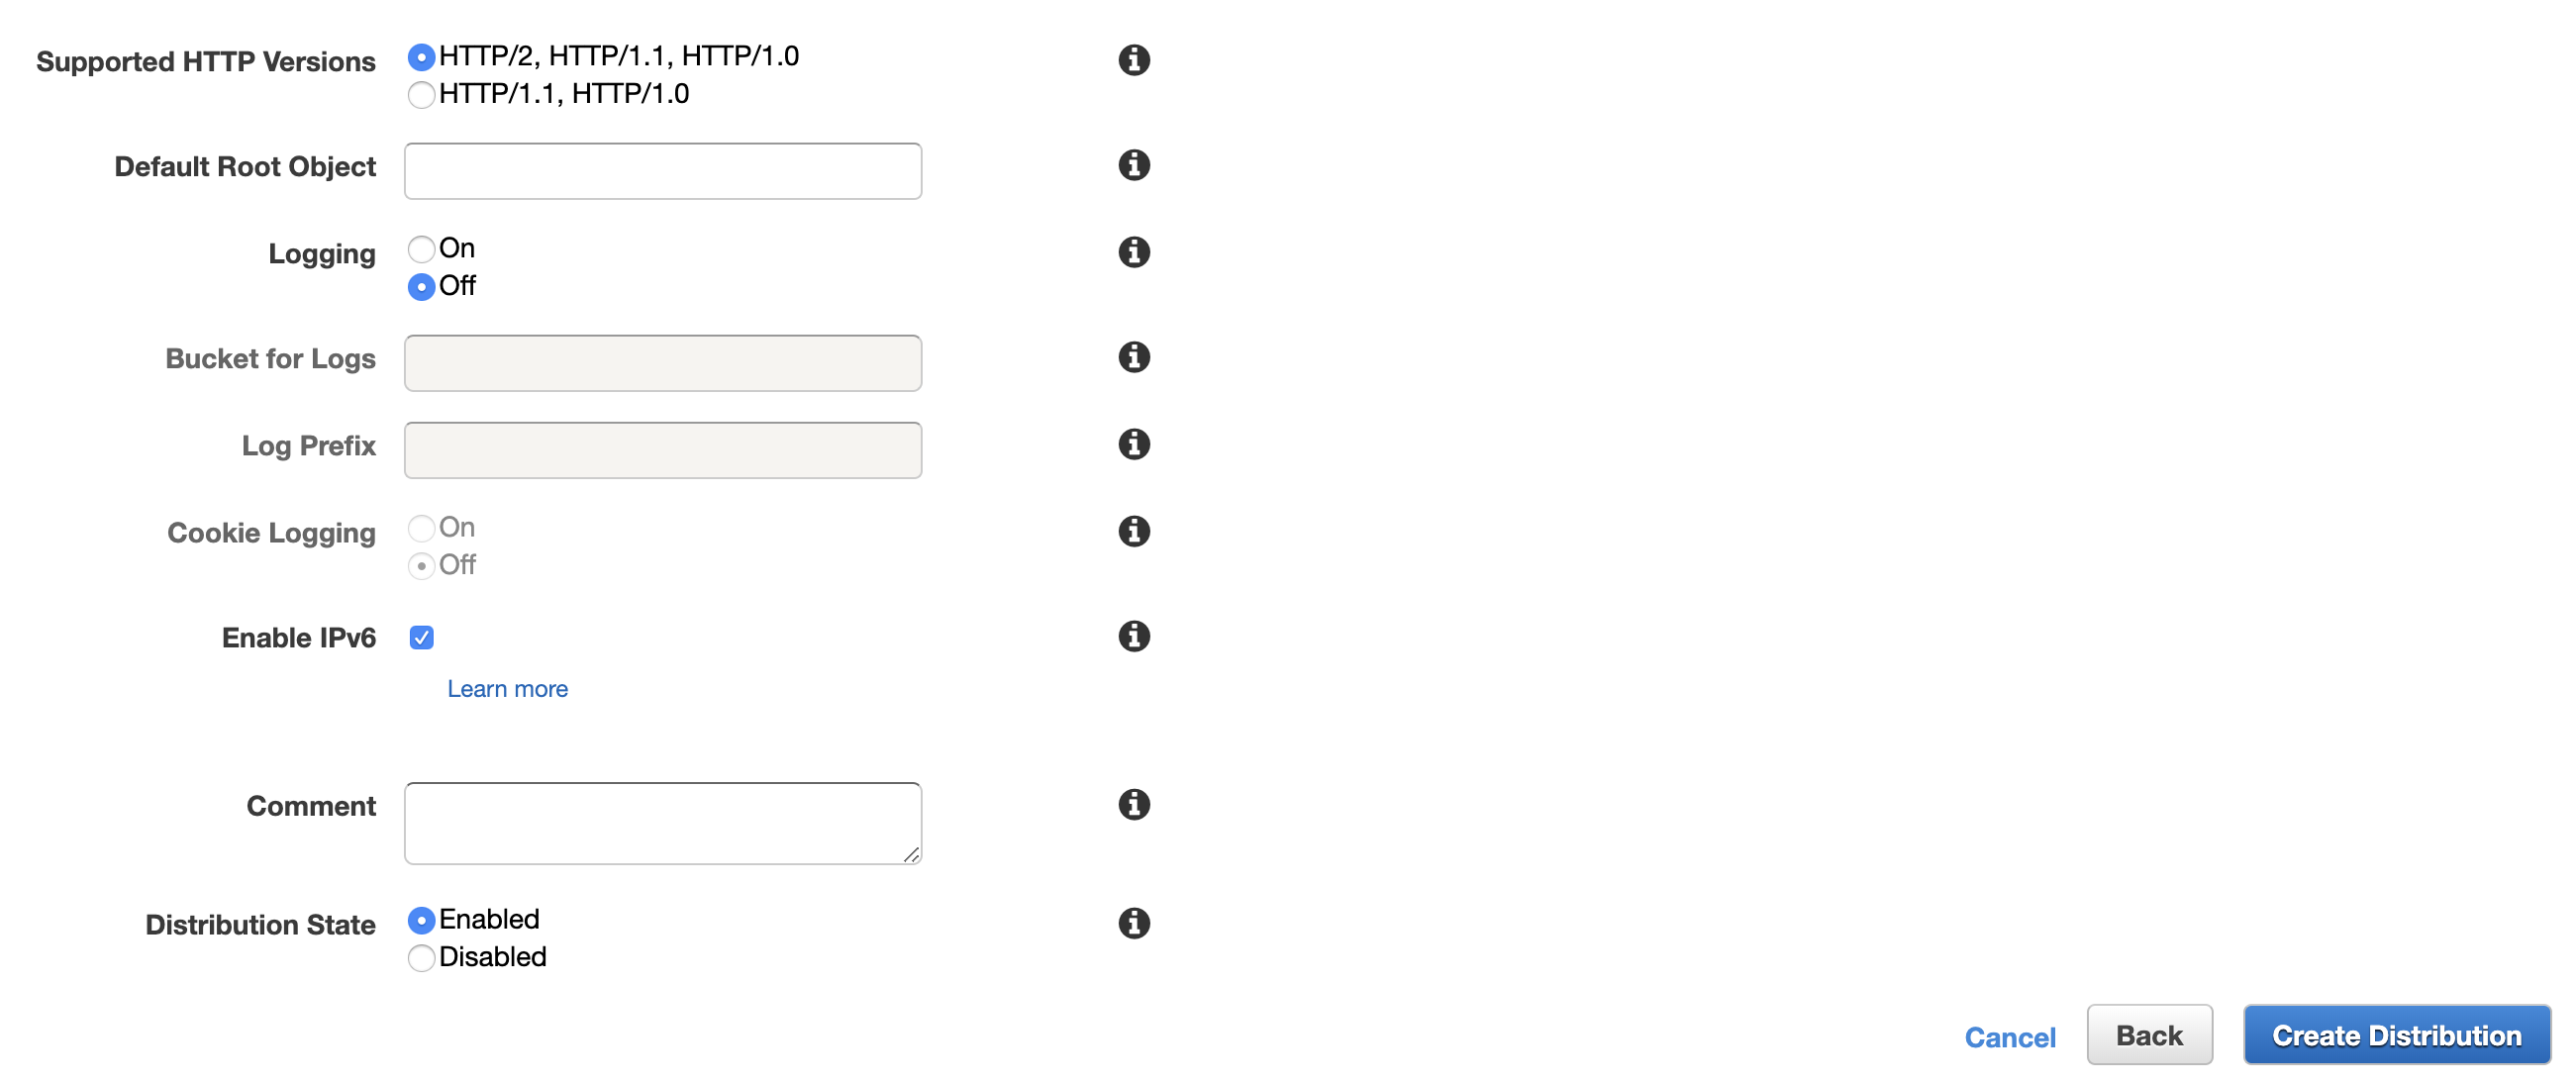 Supported HTTP Versions
HTTP/2, HTTP/1.1, HTTP/1.0
HTTP/1.1, HTTP/1.0
Default Root Object
Logging
On
Off
Bucket for Logs
Log Prefix
Cookie Logging
On
Off
Enable IPv6
Learn more
Comment
Distribution State
Enabled
Disabled
Cancel
Back
Create Distribution